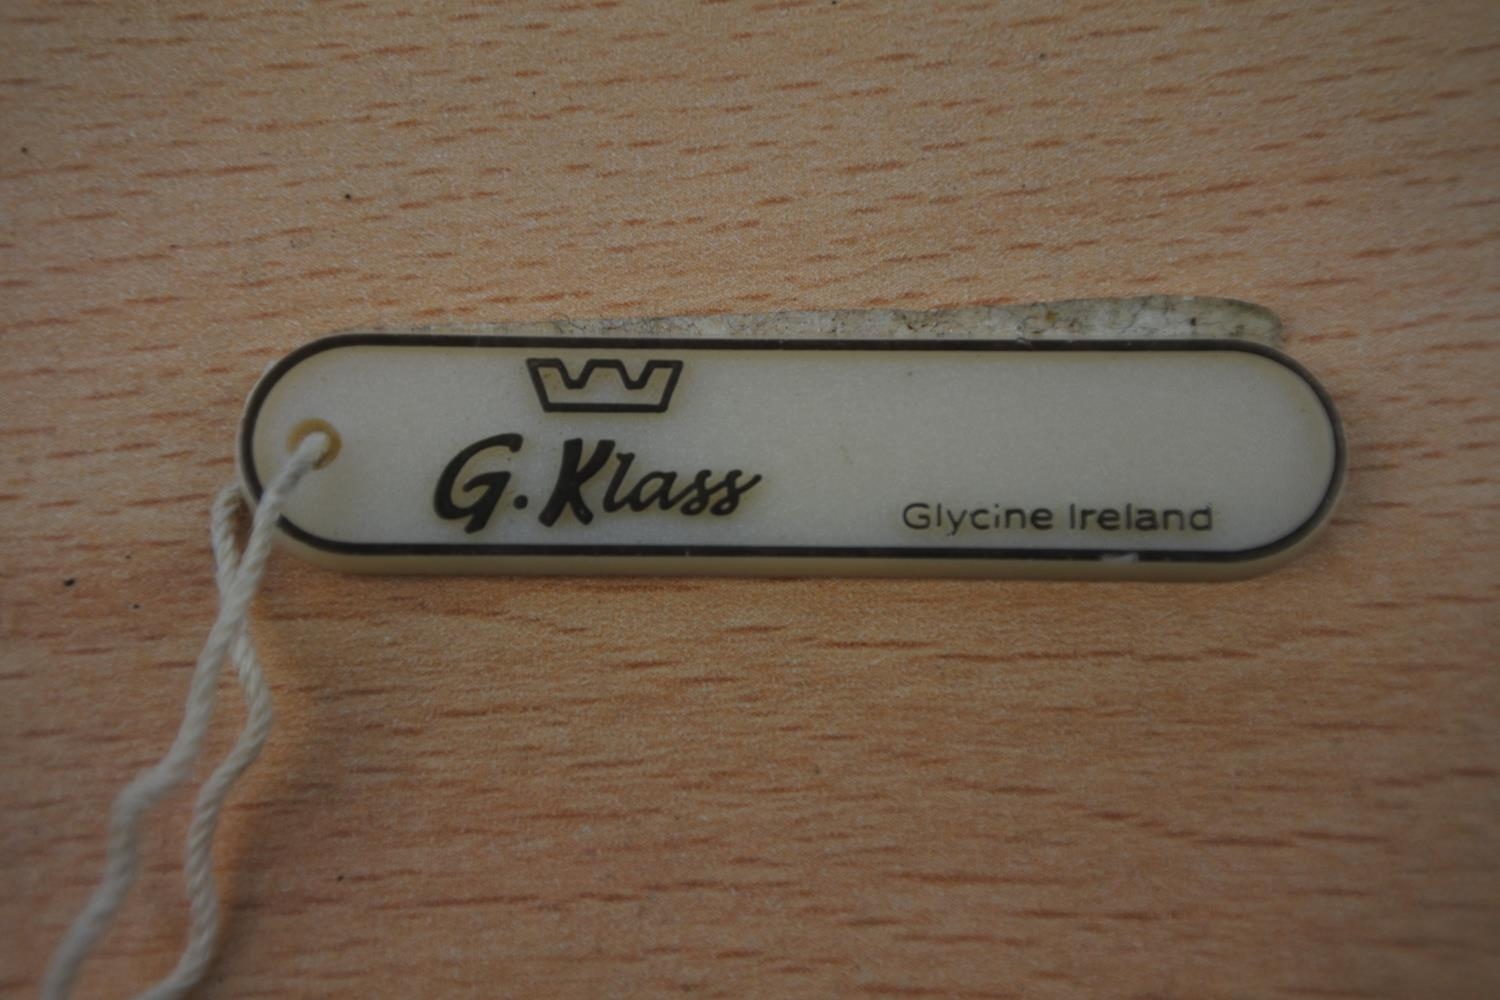 G. Klass
Glycine Ireland